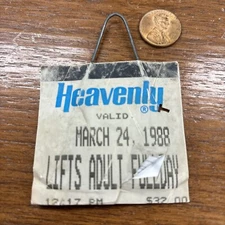 Heavenly®
VALID
MARCH 24, 1988
LIFTS ADULT FULLDAY
12:17 PM $32.00